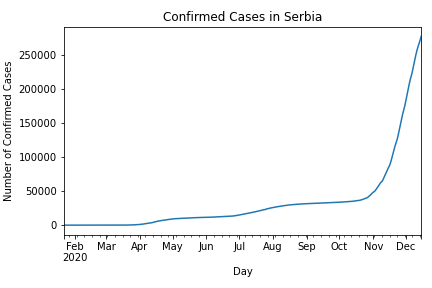 Confirmed Cases in Serbia
Number of Confirmed Cases
250000
200000
150000
100000
50000
0
Feb Mar Apr May Jun Jul Aug Sep Oct Nov Dec
2020
Day